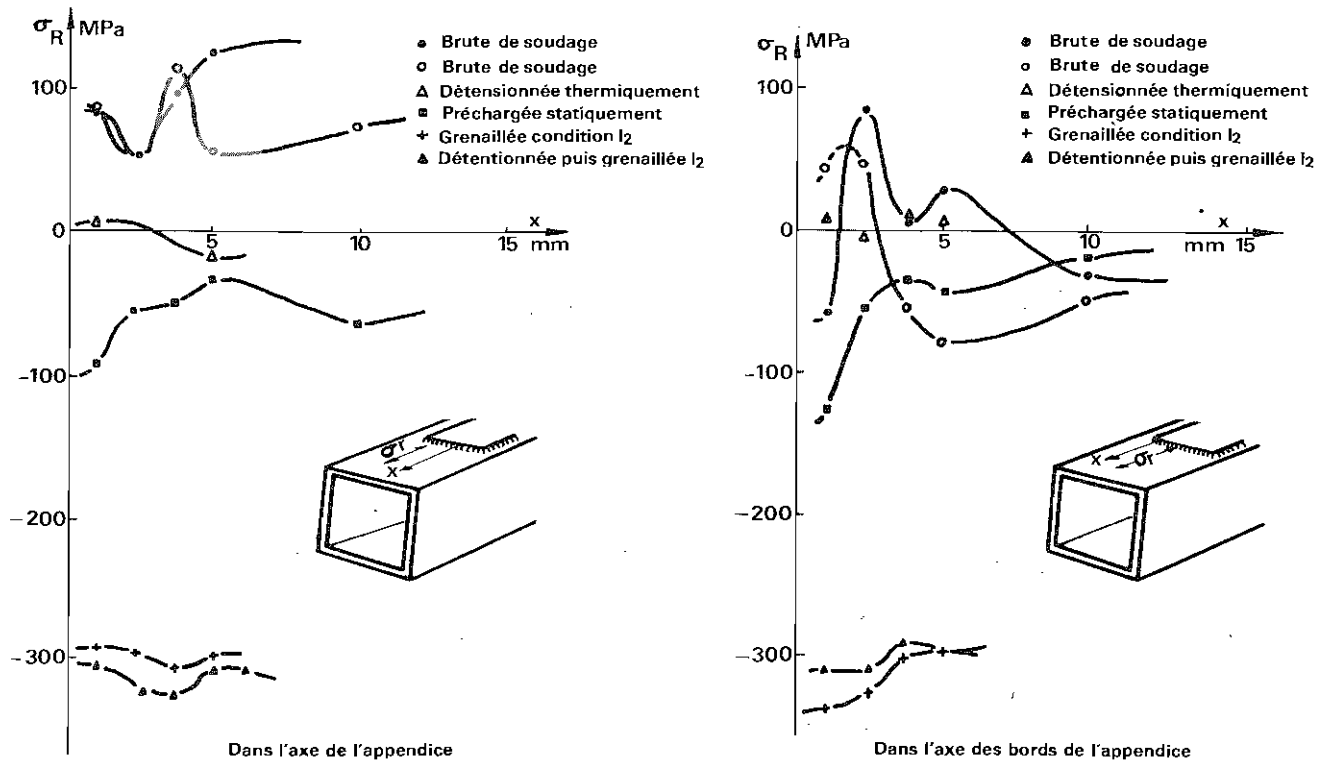 σR MPa
100
0
-100
-200
-300
5
10
15
x
mm
Brute de soudage
Brute de soudage
Détensionnée thermiquement
Préchargée statiquement
Grenaillée condition I2
Détentionnée puis grenaillée I2
σr
x
Dans l'axe de l'appendice
σR MPa
100
0
-100
-200
-300
5
10
15
x
mm
Brute de soudage
Brute de soudage
Détensionnée thermiquement
Préchargée statiquement
Grenaillée condition I2
Détentionnée puis grenaillée I2
x
σr
Dans l'axe des bords de l'appendice